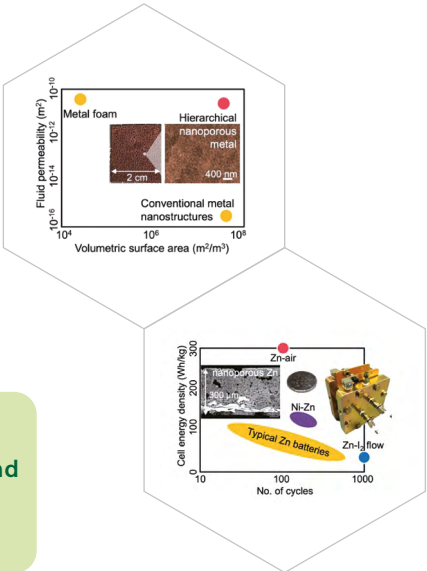 10⁻¹⁰
10⁻¹²
10⁻¹⁴
10⁻¹⁶
Fluid permeability (m²)
Metal foam
Hierarchical
nanoporous
metal
2 cm
400 nm
Conventional metal
nanostructures
10⁴
10⁶
10⁸
Volumetric surface area (m²/m³)
300
200
100
0
Cell energy density (Wh/kg)
Zn-air
nanoporous Zn
300 μm
Ni-Zn
Typical Zn batteries
Zn-I₂ flow
10
100
1000
No. of cycles